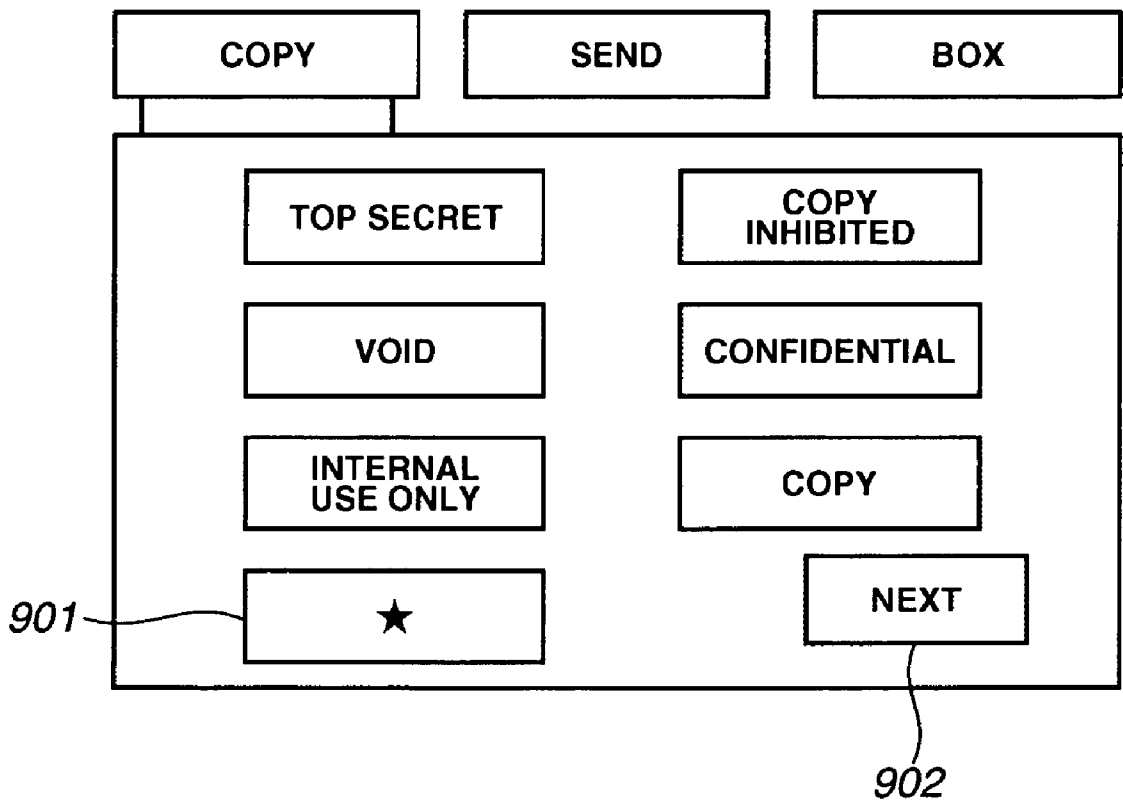 COPY
SEND
BOX
TOP SECRET
COPY
INHIBITED
VOID
CONFIDENTIAL
INTERNAL
USE ONLY
COPY
901
★
NEXT
902